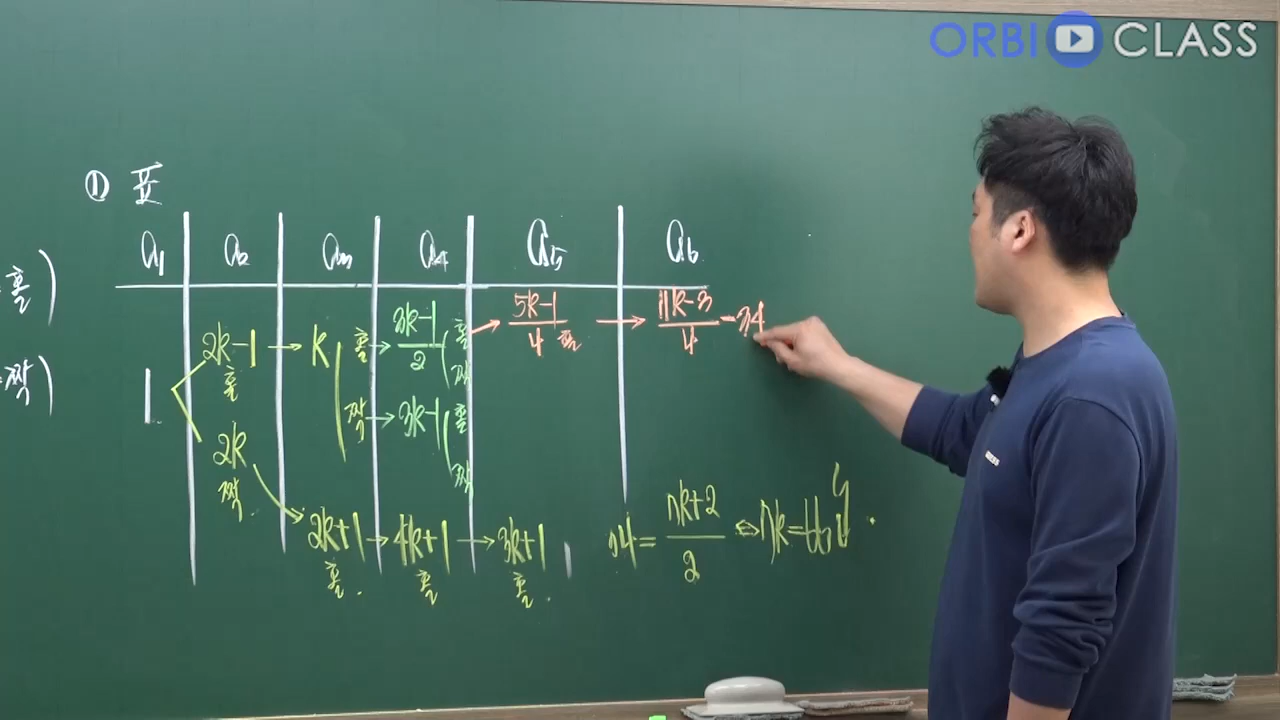 ORBI CLASS
① 표
a₁ a₂ a₃ a₄ a₅ a₆
홀)
짝)
1
2k-1 홀 → k 홀 → 3k-1/2 (홀 짝 → 5k-1/4 홀 → 11k-3/4 = 34
짝 → 3k-1 (홀 짝
2k 짝
2k+1 홀 → 4k+1 홀 → 3k+1 홀.
34 = 7k+2/2 ⇔ 7k=66